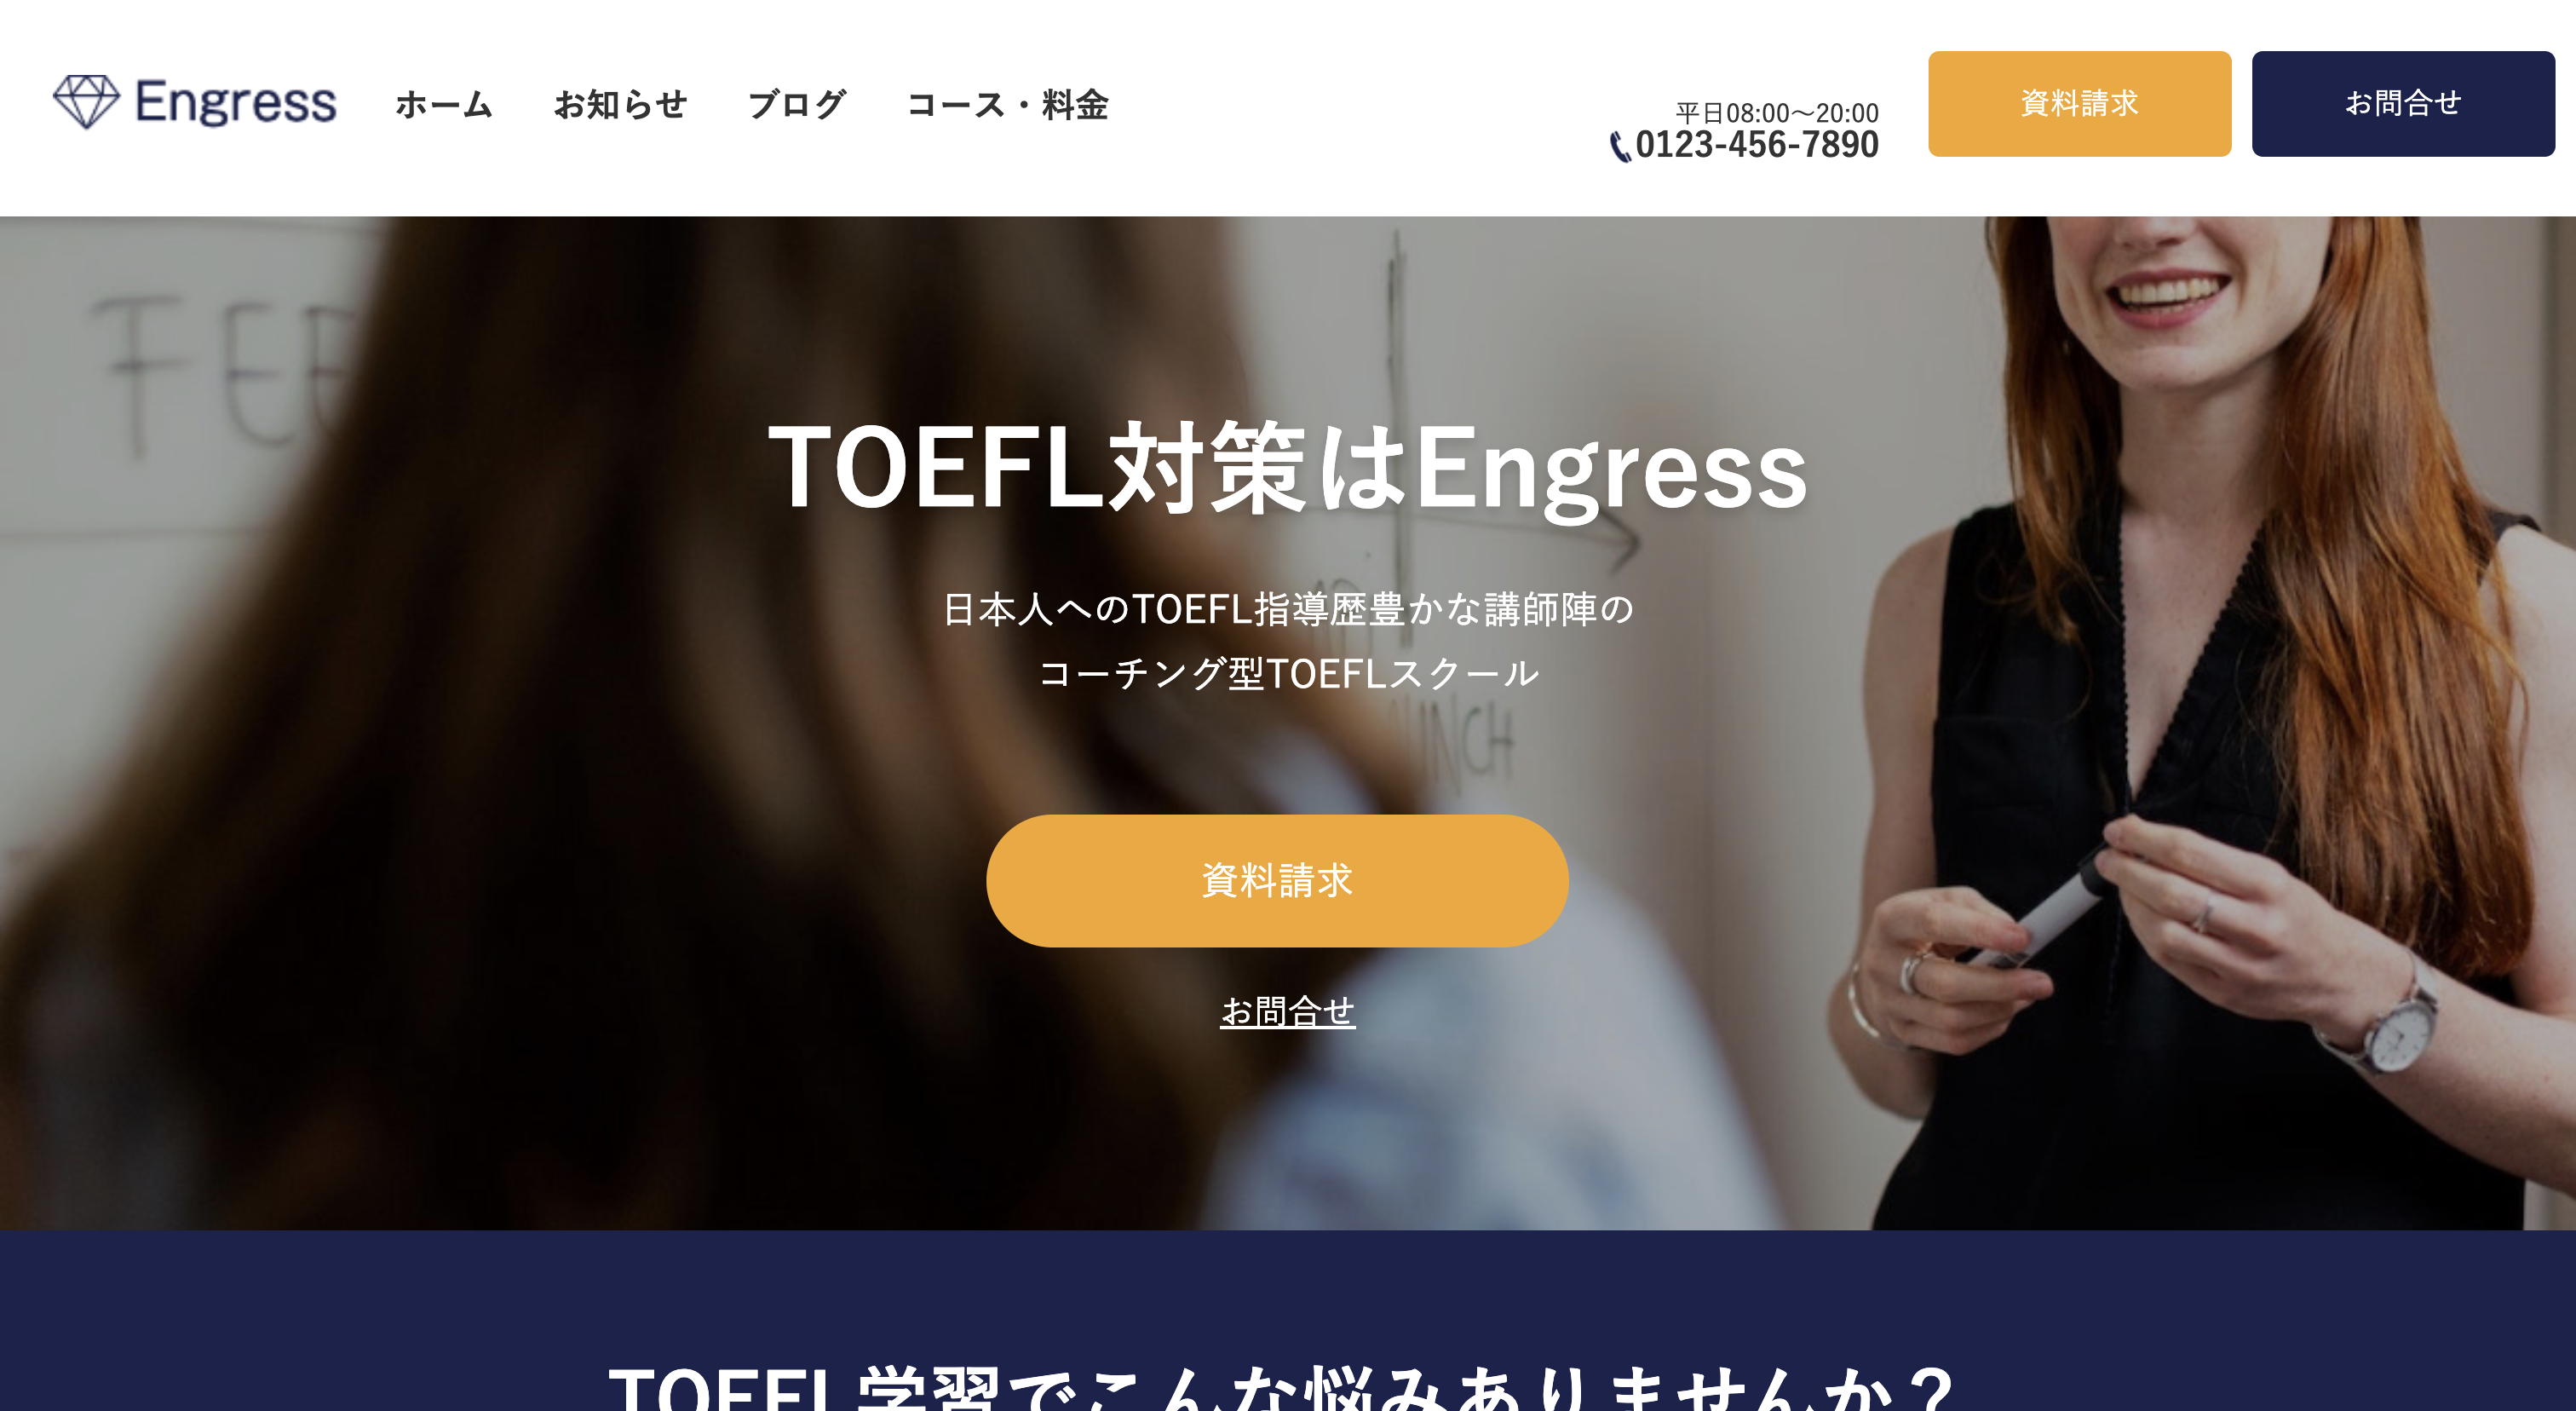 Engress
ホーム
お知らせ
ブログ
コース・料金
平日08:00〜20:00
0123-456-7890
資料請求
お問合せ
TOEFL対策はEngress
日本人へのTOEFL指導歴豊かな講師陣の
コーチング型TOEFLスクール
資料請求
お問合せ
TOEFL学習でこんな悩みありませんか？